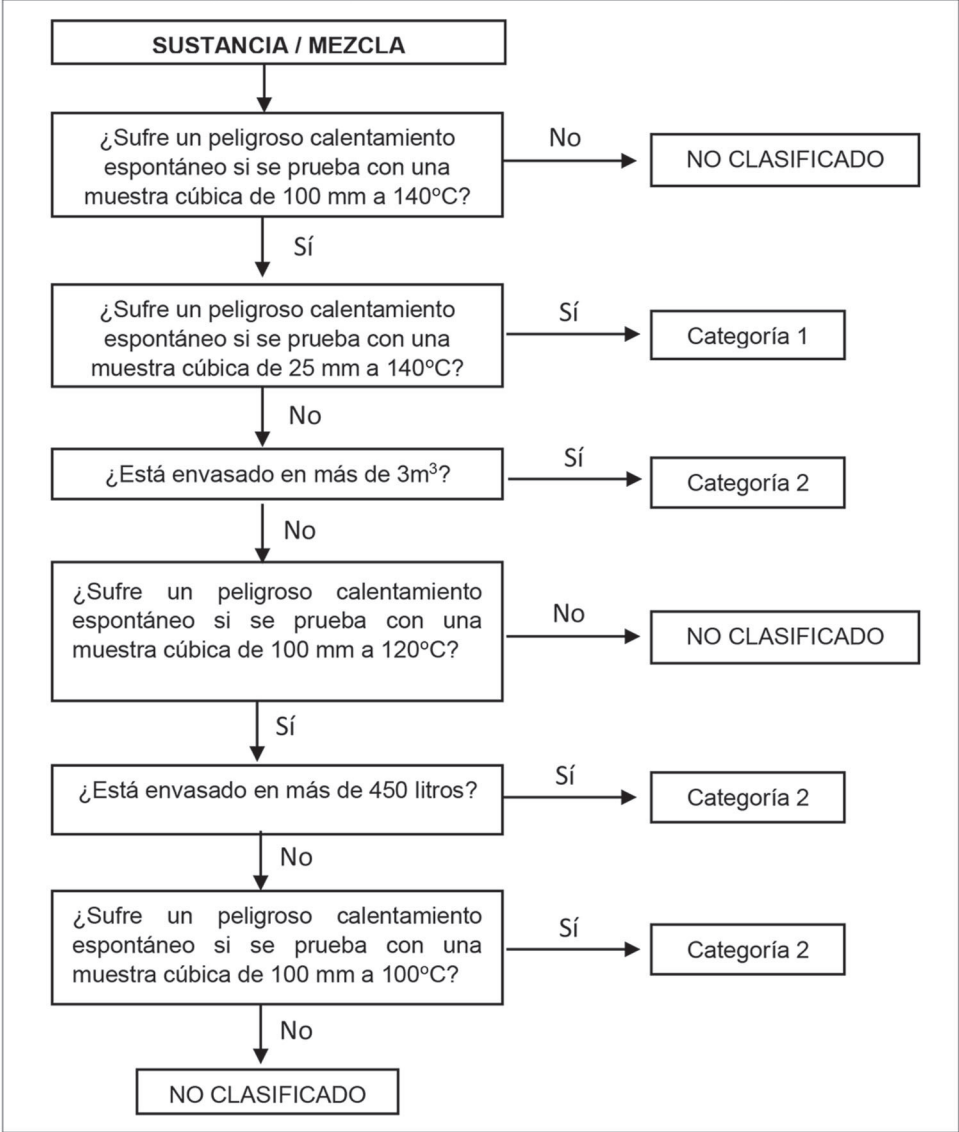 SUSTANCIA / MEZCLA
¿Sufre un peligroso calentamiento
espontáneo si se prueba con una
muestra cúbica de 100 mm a 140ºC?
No
NO CLASIFICADO
Sí
¿Sufre un peligroso calentamiento
espontáneo si se prueba con una
muestra cúbica de 25 mm a 140ºC?
Sí
Categoría 1
No
¿Está envasado en más de 3m³?
Sí
Categoría 2
No
¿Sufre un peligroso calentamiento
espontáneo si se prueba con una
muestra cúbica de 100 mm a 120ºC?
No
NO CLASIFICADO
Sí
¿Está envasado en más de 450 litros?
Sí
Categoría 2
No
¿Sufre un peligroso calentamiento
espontáneo si se prueba con una
muestra cúbica de 100 mm a 100ºC?
Sí
Categoría 2
No
NO CLASIFICADO